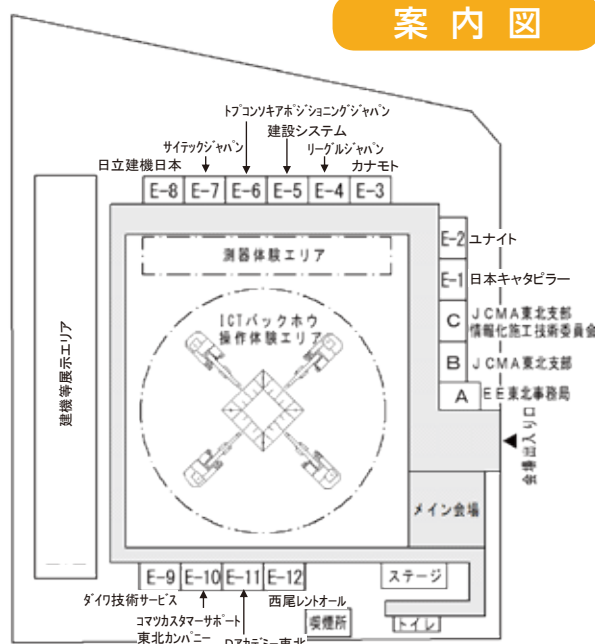 案内図
トプコンソキアポジショニングジャパン
建設システム
サイテックジャパン
リーグルジャパン
日立建機日本
カナモト
E-8 E-7 E-6 E-5 E-4 E-3
E-2 ユナイト
E-1 日本キャタピラー
C JCMA東北支部
情報化施工技術委員会
B JCMA東北支部
A EE東北事務局
測器体験エリア
ICTバックホウ
操作体験エリア
建機等展示エリア
会場出入り口
メイン会場
E-9 E-10 E-11 E-12
ステージ
ダイワ技術サービス
西尾レントオール
コマツカスタマーサポート
東北カンパニー
喫煙所
トイレ